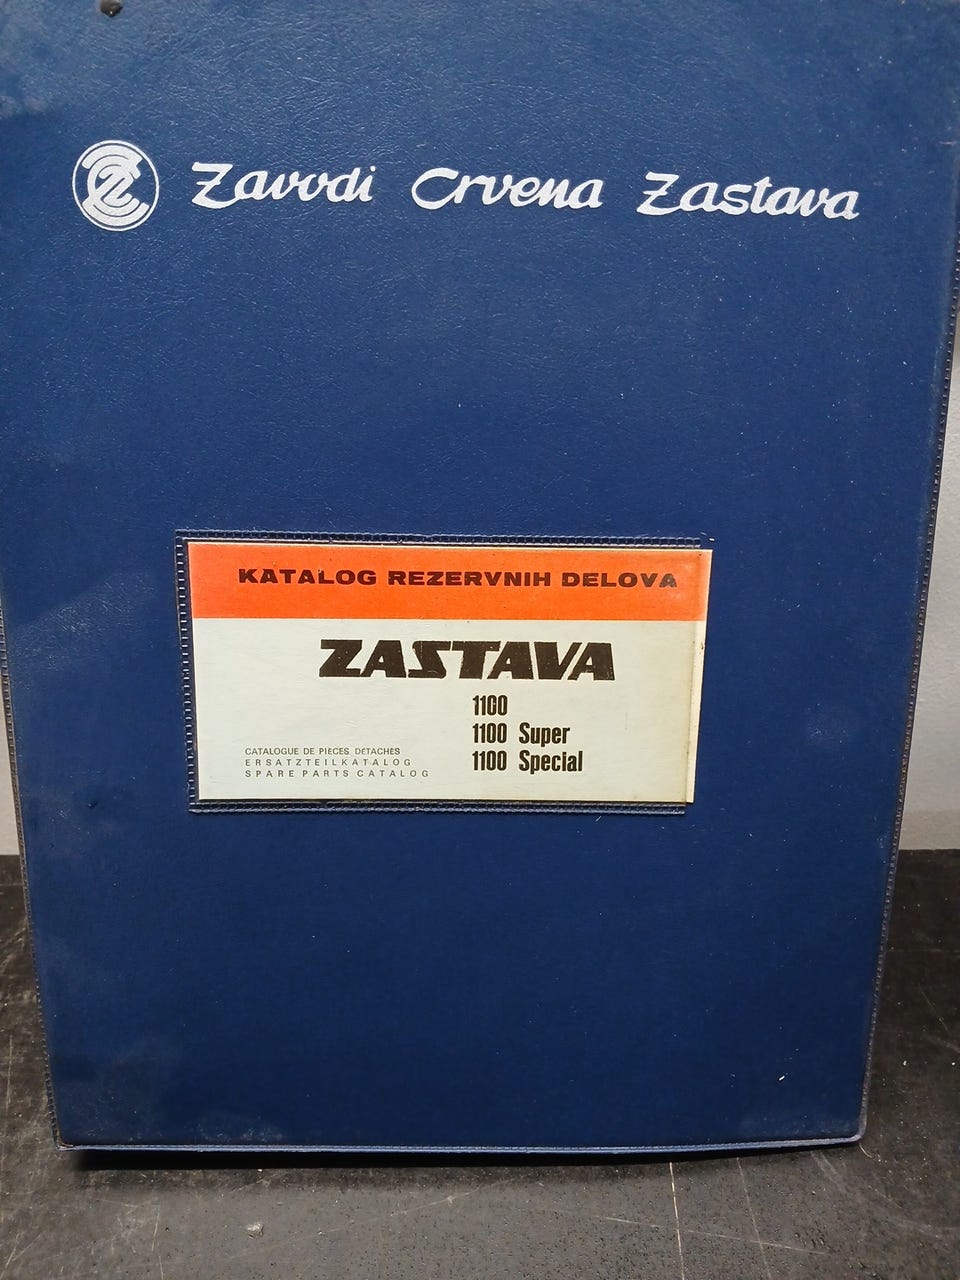 Zavodi Crvena Zastava
KATALOG REZERVNIH DELOVA
ZASTAVA
1100
1100 Super
1100 Special
CATALOGUE DE PIECES DETACHES
ERSATZTEILKATALOG
SPARE PARTS CATALOG